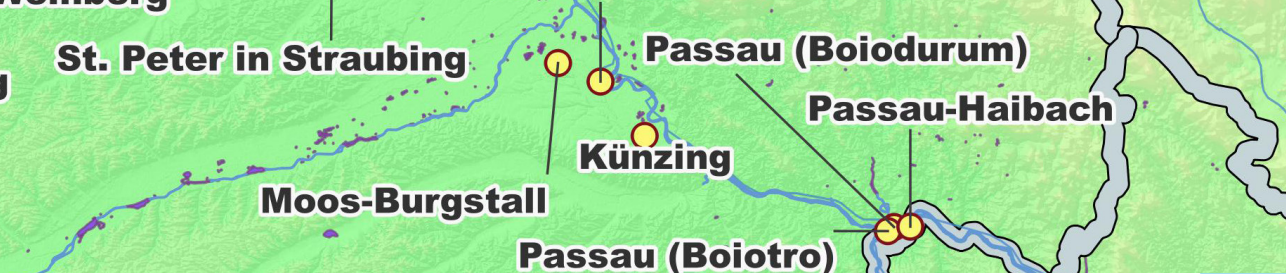 St. Peter in Straubing
Passau (Boiodurum)
Passau-Haibach
Künzing
Moos-Burgstall
Passau (Boiotro)